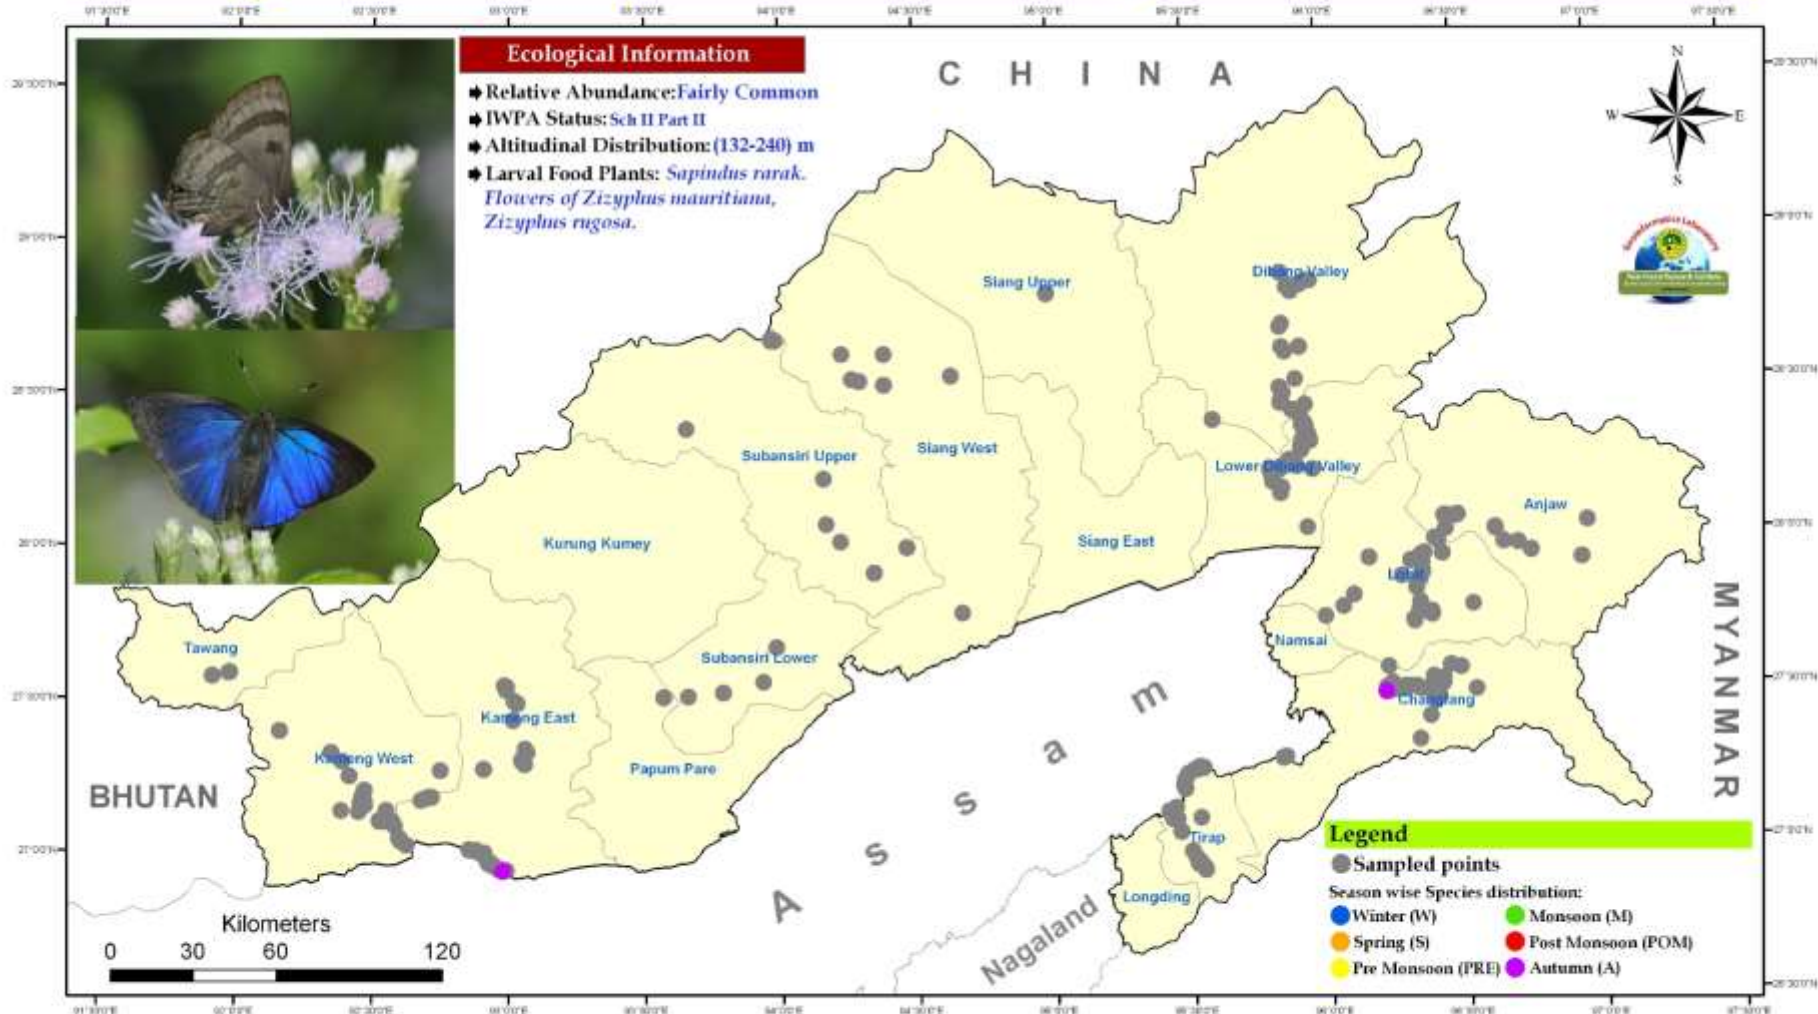 Ecological Information
Relative Abundance:Fairly Common
IWPA Status: Sch II Part II
Altitudinal Distribution: (132-240) m
Larval Food Plants: Sapindus rarak.
Flowers of Zizyphus mauritiana,
Zizyphus rugosa.
C H I N A
N
W E
S
Siang Upper
Dibang Valley
Subansiri Upper
Siang West
Lower Dibang Valley
Anjaw
Kurung Kumey
Siang East
Lohit
Namsai
Tawang
Subansiri Lower
Changlang
Kameng East
Kameng West
Papum Pare
BHUTAN
MYANMAR
Assam
Tirap
Longding
Nagaland
Kilometers
0 30 60 120
Legend
Sampled points
Season wise Species distribution:
Winter (W) Monsoon (M)
Spring (S) Post Monsoon (POM)
Pre Monsoon (PRE) Autumn (A)